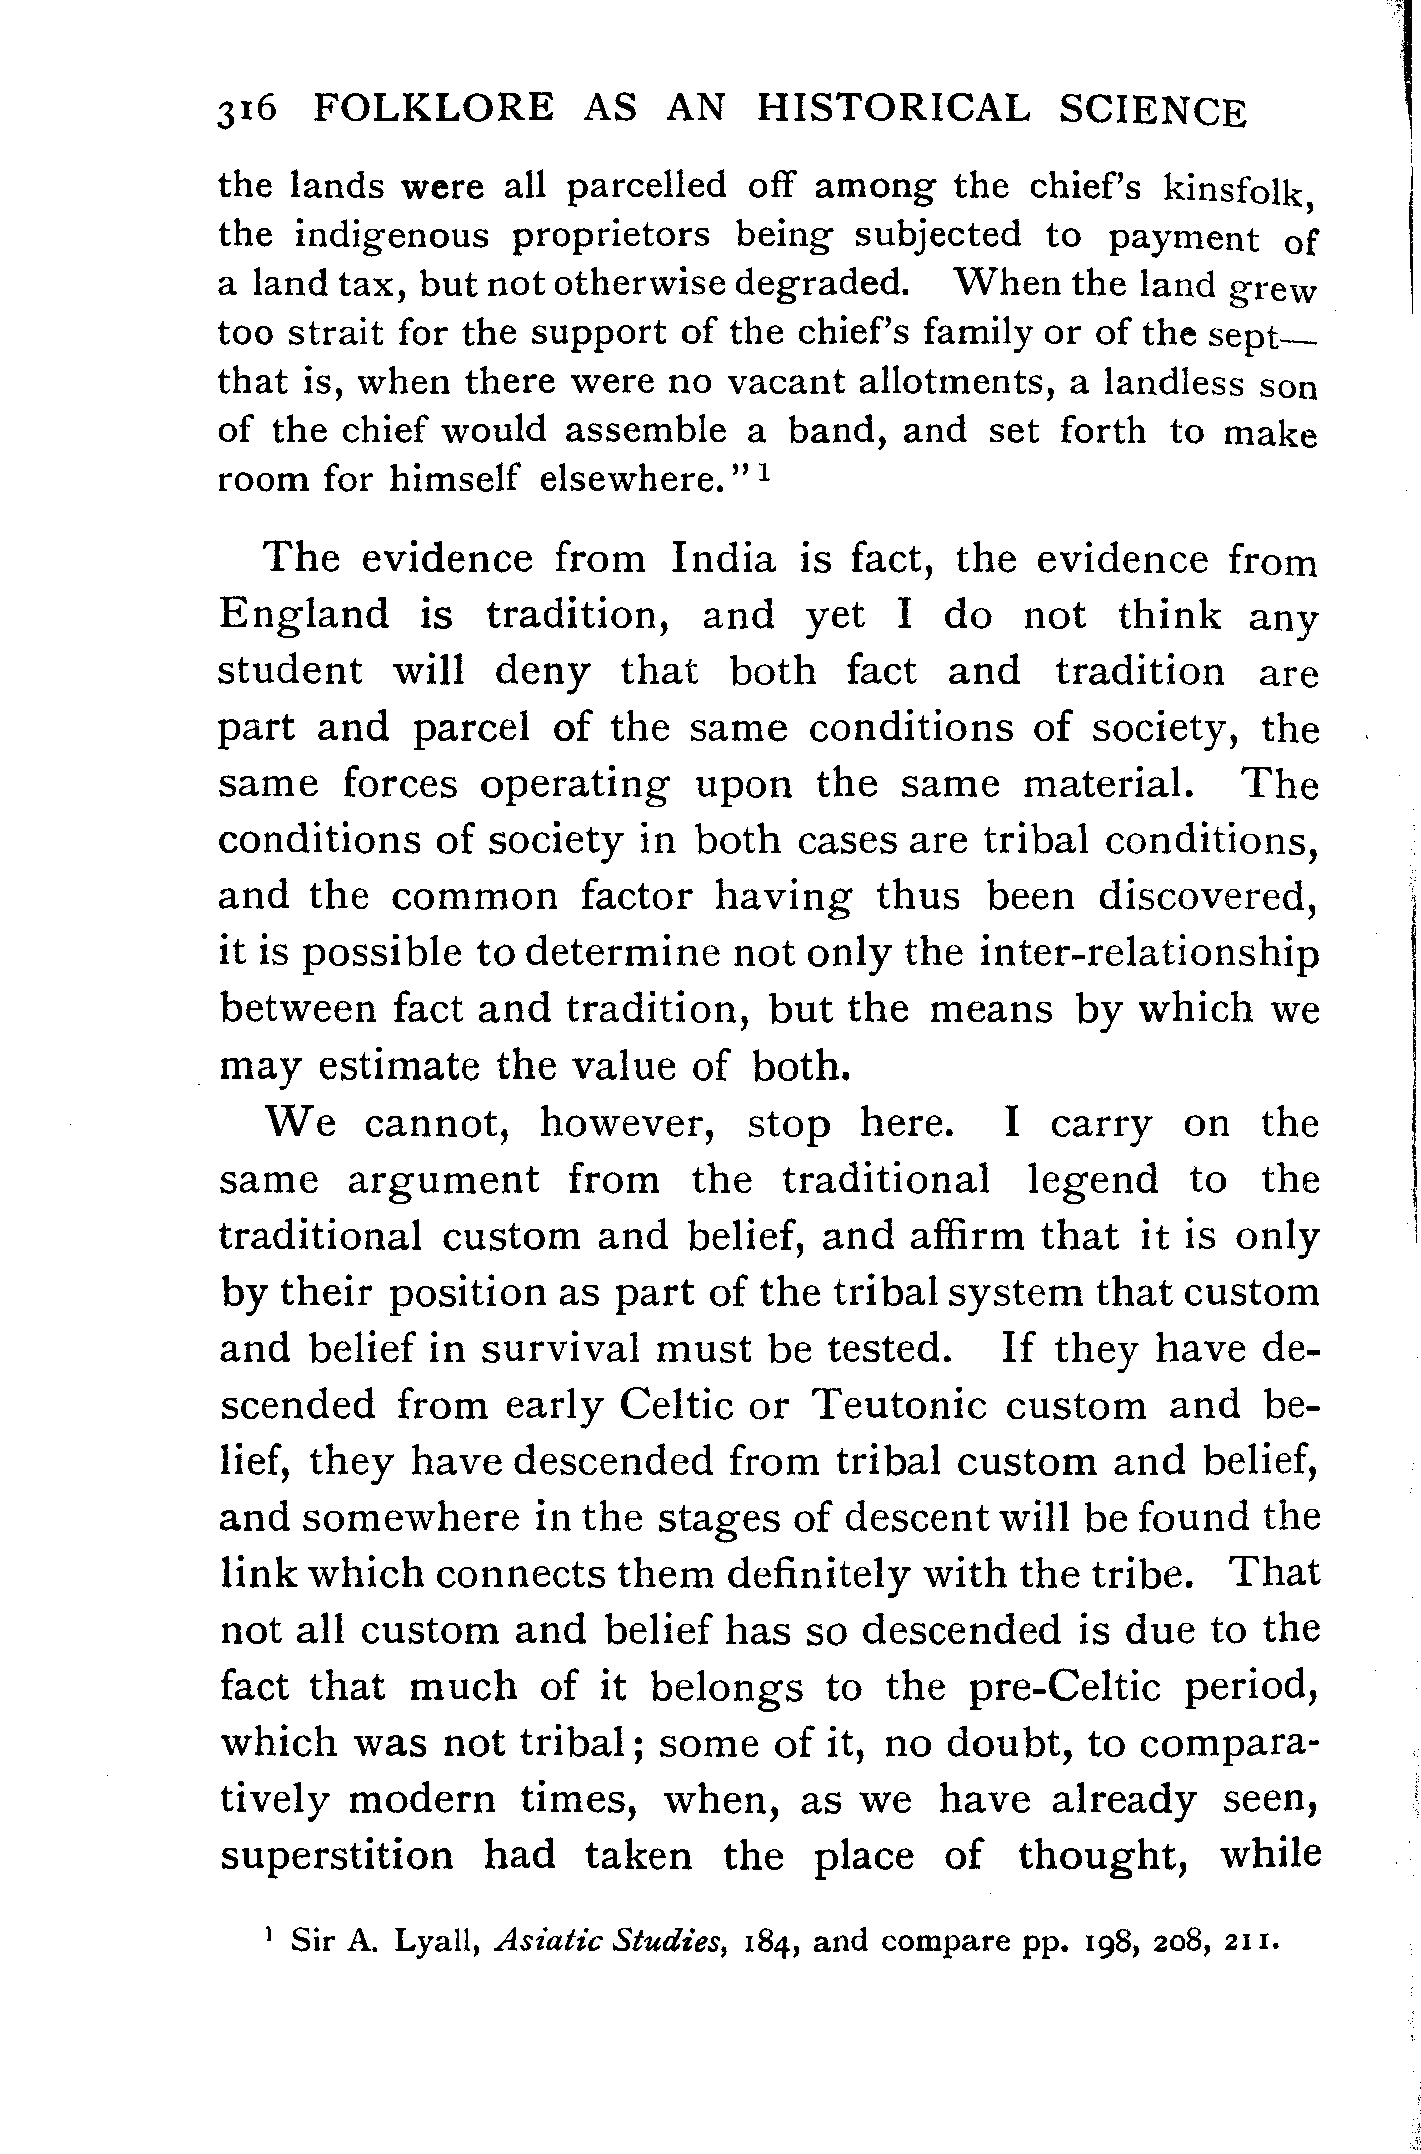 316 FOLKLORE AS AN HISTORICAL SCIENCE
the lands were all parcelled off among the chief's kinsfolk,
the indigenous proprietors being subjected to payment of
a land tax, but not otherwise degraded. When the land grew
too strait for the support of the chief's family or of the sept—
that is, when there were no vacant allotments, a landless son
of the chief would assemble a band, and set forth to make
room for himself elsewhere." 1
The evidence from India is fact, the evidence from
England is tradition, and yet I do not think any
student will deny that both fact and tradition are
part and parcel of the same conditions of society, the
same forces operating upon the same material. The
conditions of society in both cases are tribal conditions,
and the common factor having thus been discovered,
it is possible to determine not only the inter-relationship
between fact and tradition, but the means by which we
may estimate the value of both.
We cannot, however, stop here. I carry on the
same argument from the traditional legend to the
traditional custom and belief, and affirm that it is only
by their position as part of the tribal system that custom
and belief in survival must be tested. If they have de-
scended from early Celtic or Teutonic custom and be-
lief, they have descended from tribal custom and belief,
and somewhere in the stages of descent will be found the
link which connects them definitely with the tribe. That
not all custom and belief has so descended is due to the
fact that much of it belongs to the pre-Celtic period,
which was not tribal; some of it, no doubt, to compara-
tively modern times, when, as we have already seen,
superstition had taken the place of thought, while
1 Sir A. Lyall, Asiatic Studies, 184, and compare pp. 198, 208, 211.